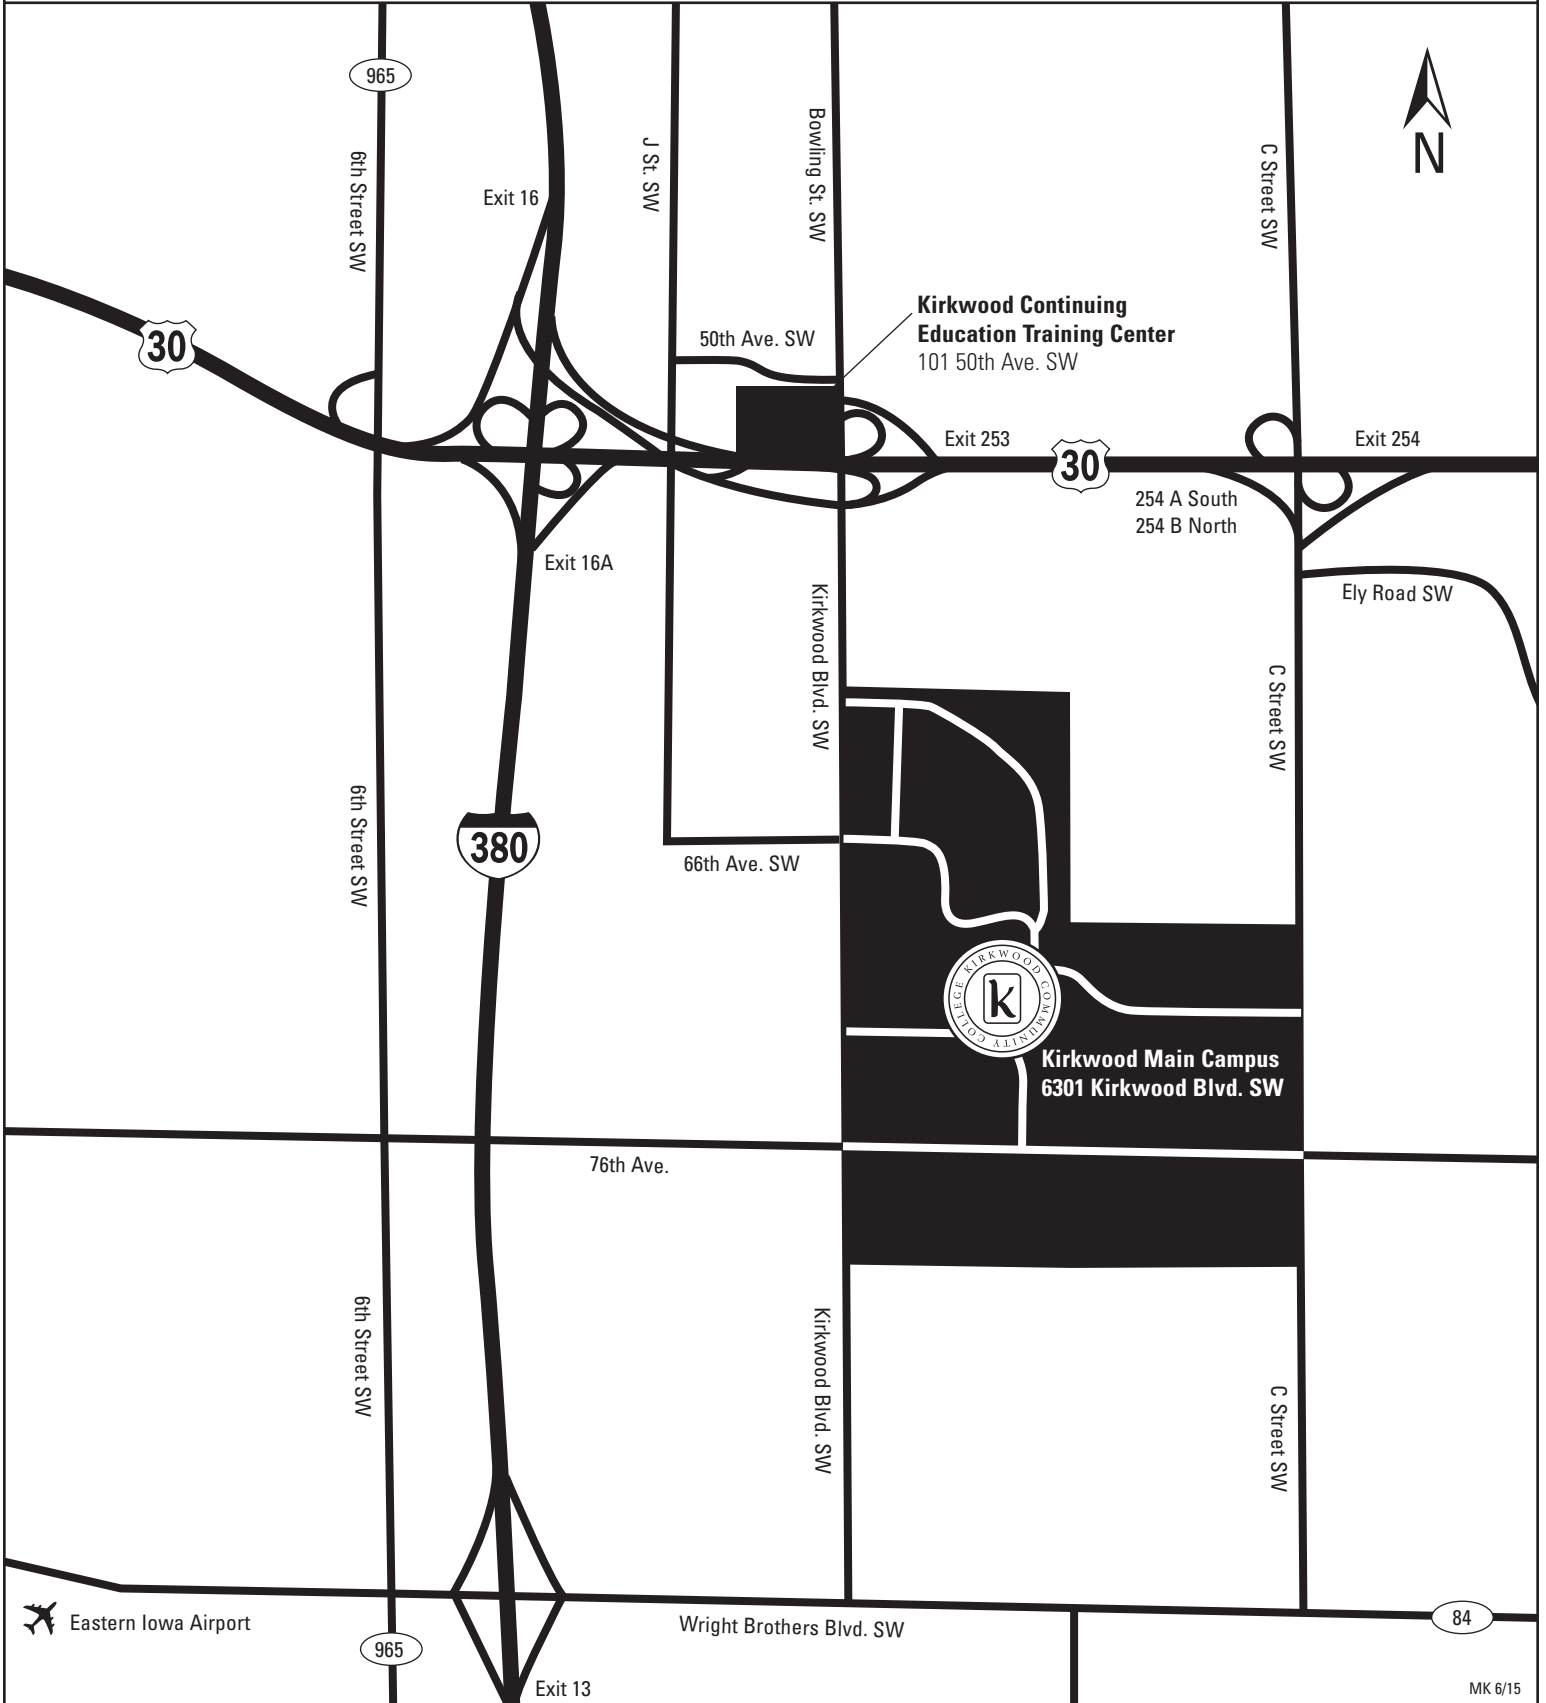 965
6th Street SW
Exit 16
J St. SW
Bowling St. SW
C Street SW
N
30
50th Ave. SW
Kirkwood Continuing
Education Training Center
101 50th Ave. SW
Exit 253
30
Exit 254
254 A South
254 B North
Exit 16A
Ely Road SW
Kirkwood Blvd. SW
C Street SW
6th Street SW
380
66th Ave. SW
KIRKWOOD COMMUNITY COLLEGE
k
Kirkwood Main Campus
6301 Kirkwood Blvd. SW
76th Ave.
6th Street SW
Kirkwood Blvd. SW
C Street SW
Eastern Iowa Airport
Wright Brothers Blvd. SW
84
965
Exit 13
MK 6/15